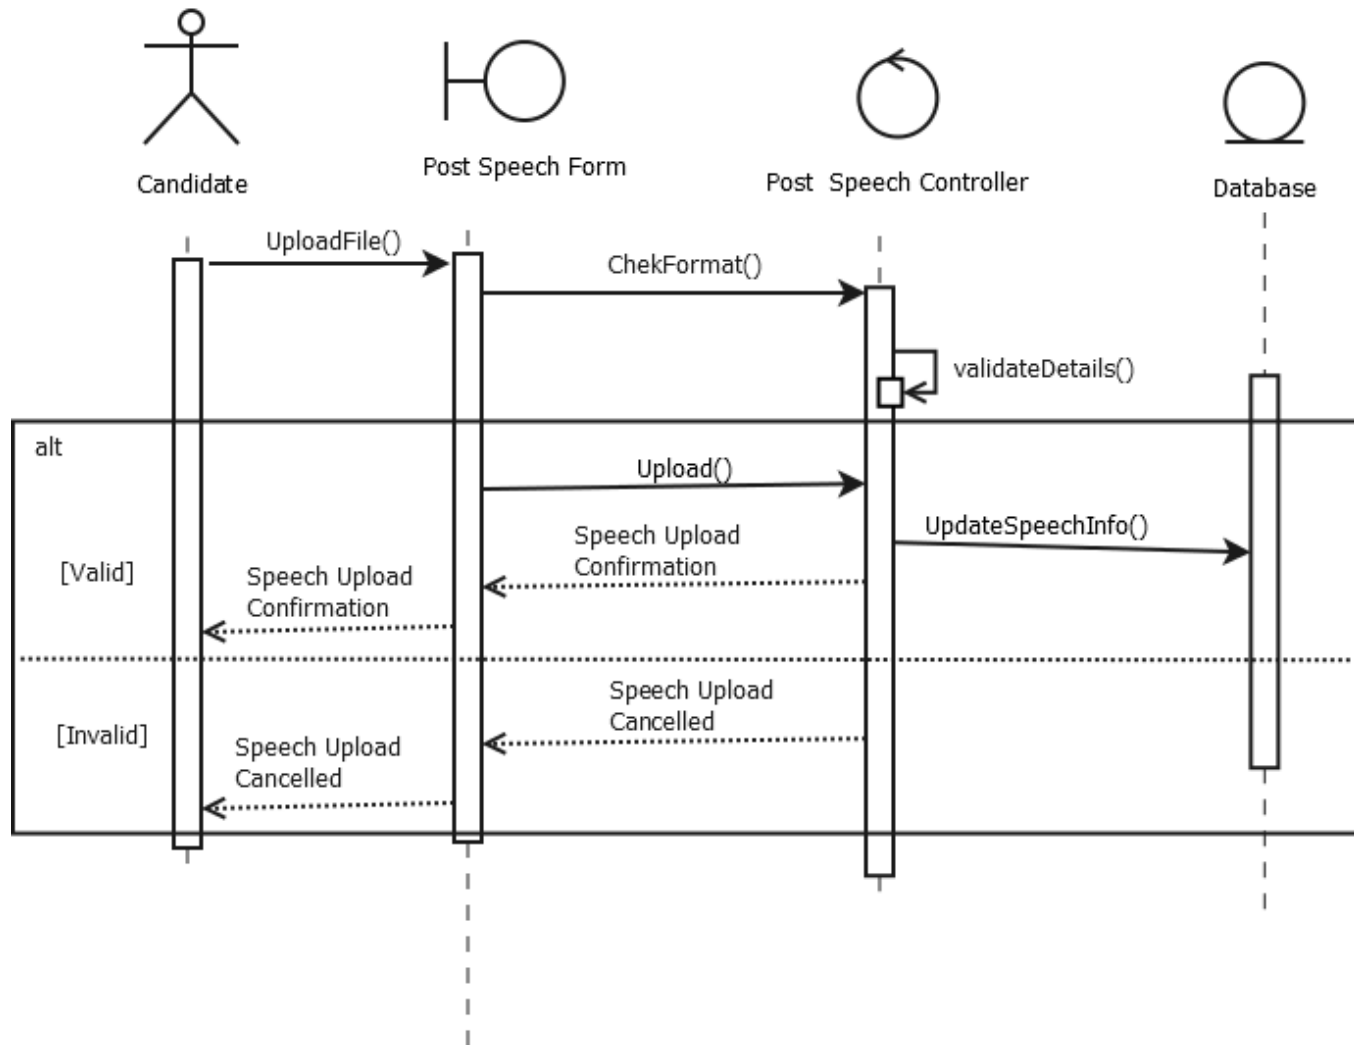 Candidate
Post Speech Form
Post  Speech Controller
Database
UploadFile()
ChekFormat()
validateDetails()
alt
Upload()
UpdateSpeechInfo()
Speech Upload
Confirmation
[Valid]
Speech Upload
Confirmation
Speech Upload
Cancelled
[Invalid]
Speech Upload
Cancelled